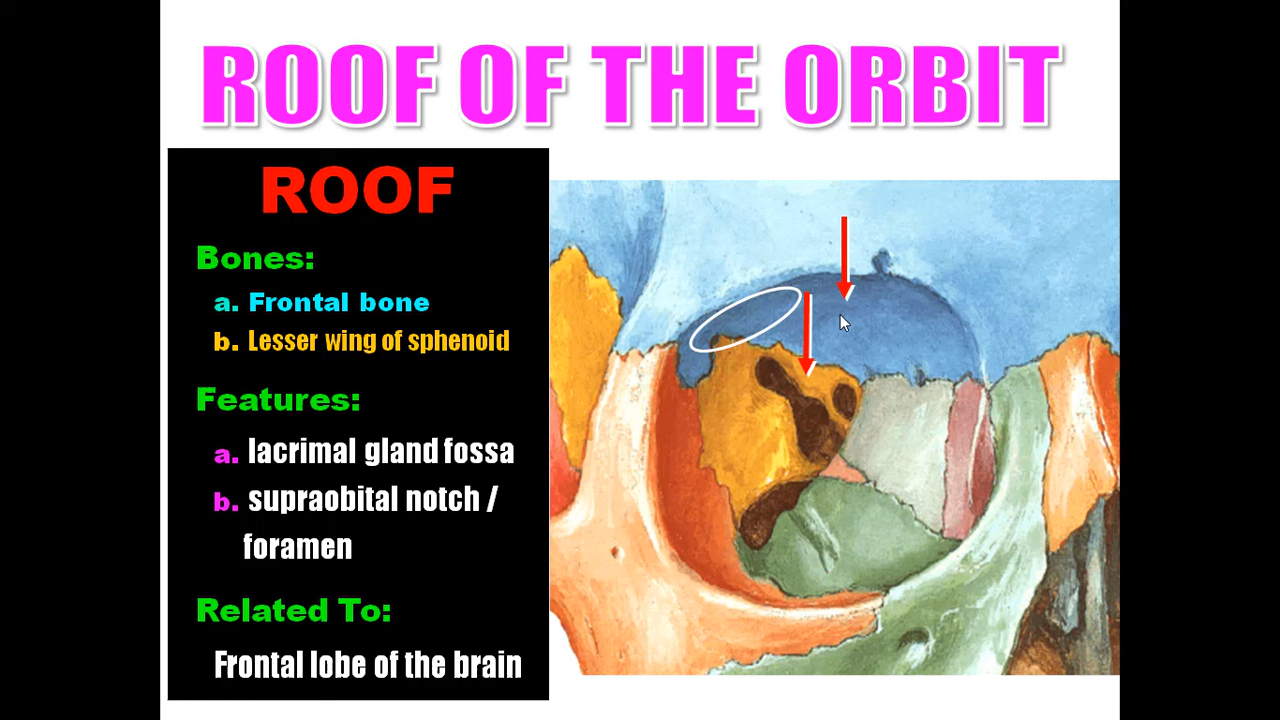 ROOF OF THE ORBIT
ROOF
Bones:
a. Frontal bone
b. Lesser wing of sphenoid
Features:
a. lacrimal gland fossa
b. supraobital notch /
foramen
Related To:
Frontal lobe of the brain